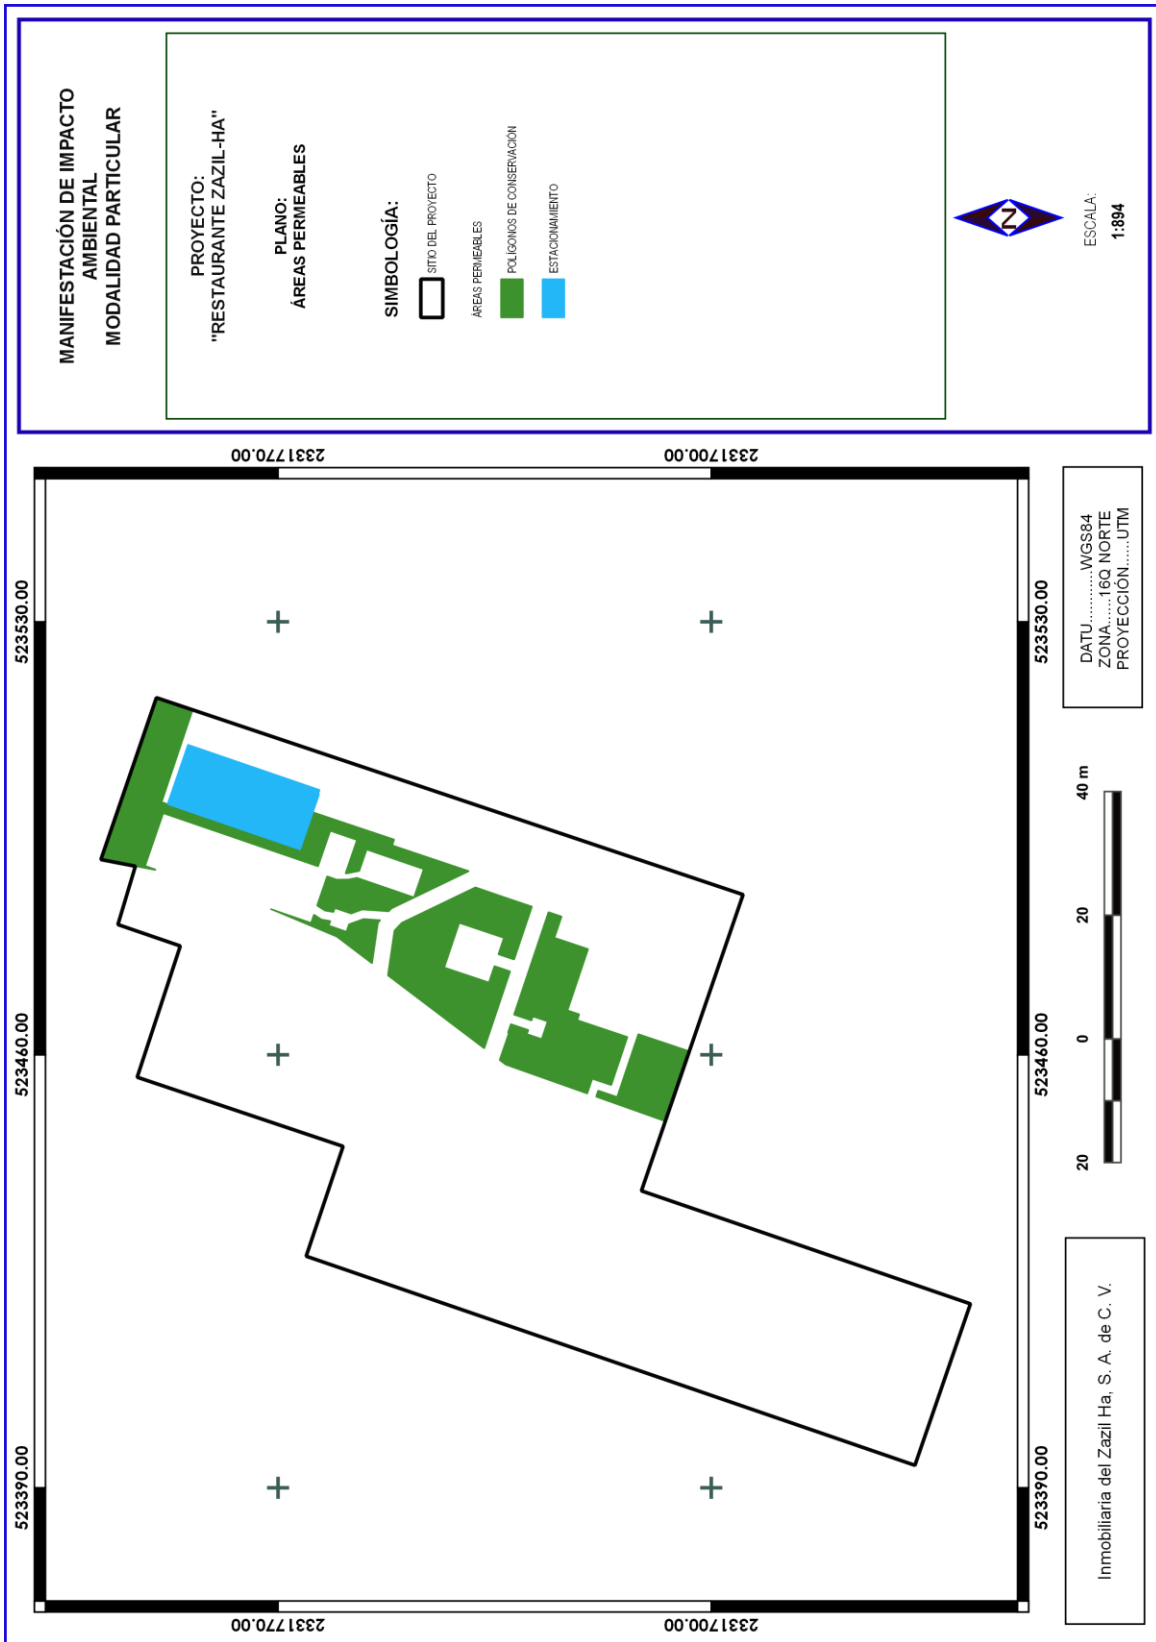 MANIFESTACIÓN DE IMPACTO
AMBIENTAL
MODALIDAD PARTICULAR
PROYECTO:
"RESTAURANTE ZAZIL-HA"
PLANO:
ÁREAS PERMEABLES
SIMBOLOGÍA:
SITIO DEL PROYECTO
ÁREAS PERMEABLES
POLÍGONOS DE CONSERVACIÓN
ESTACIONAMIENTO
N
ESCALA:
1:894
523390.00
523460.00
523530.00
2331770.00
2331700.00
2331770.00
2331700.00
523390.00
523460.00
523530.00
Inmobiliaria del Zazil Ha, S. A. de C. V.
20 0 20 40 m
DATU............WGS84
ZONA......16Q NORTE
PROYECCIÓN......UTM